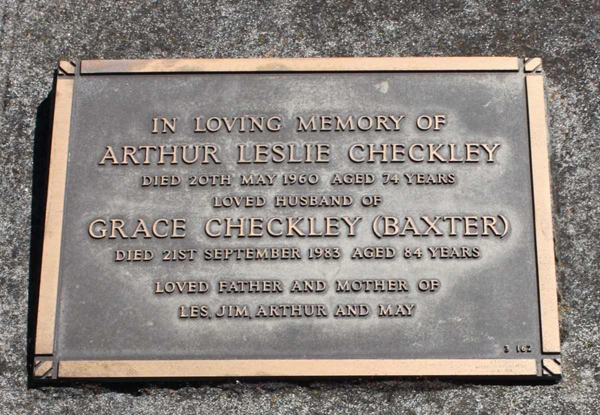 IN LOVING MEMORY OF
ARTHUR LESLIE CHECKLEY
DIED 20TH MAY 1960 AGED 74 YEARS
LOVED HUSBAND OF
GRACE CHECKLEY (BAXTER)
DIED 21ST SEPTEMBER 1983 AGED 84 YEARS
LOVED FATHER AND MOTHER OF
LES, JIM, ARTHUR AND MAY
3 162